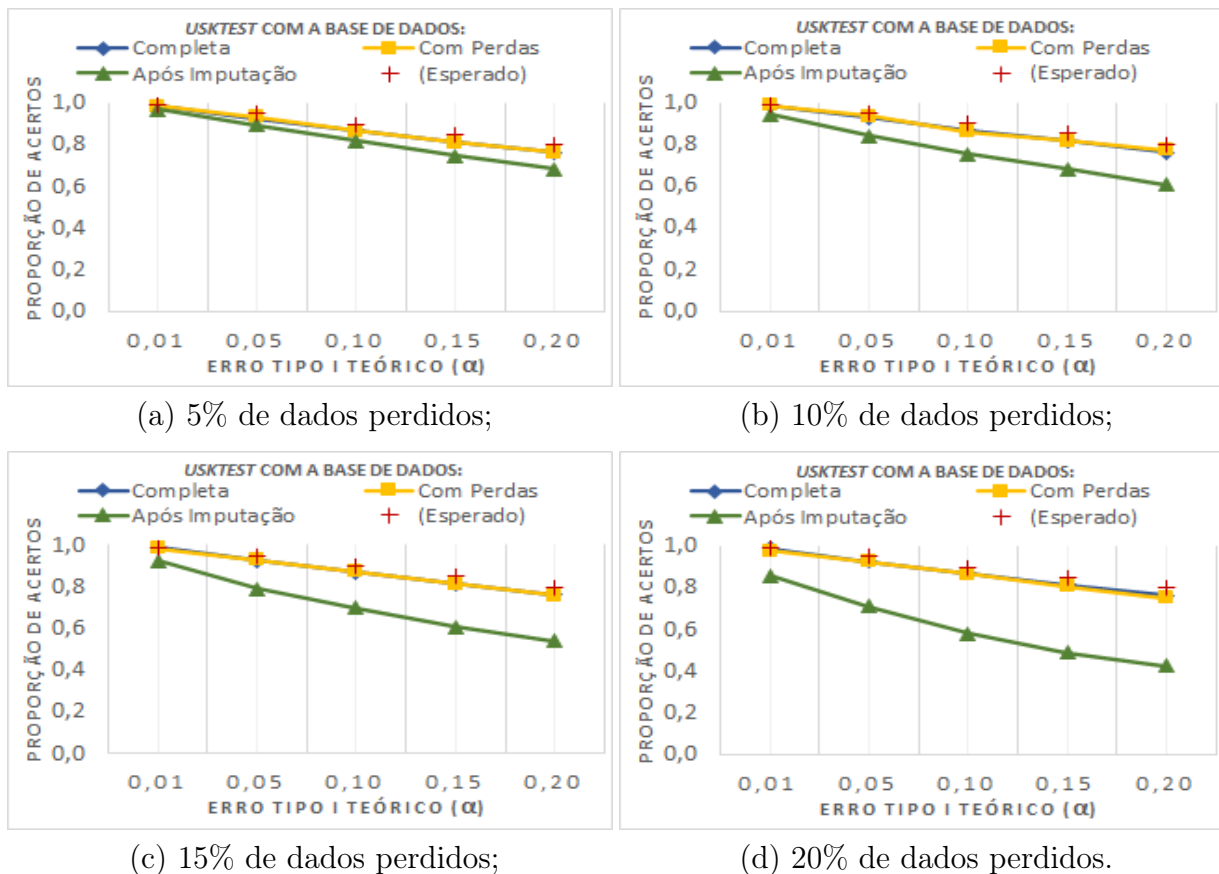 USKTEST COM A BASE DE DADOS:
Completa
Com Perdas
Após Imputação
(Esperado)
PROPORÇÃO DE ACERTOS
1,0
0,8
0,6
0,4
0,2
0,0
0,01 0,05 0,10 0,15 0,20
ERRO TIPO I TEÓRICO (α)
(a) 5% de dados perdidos;
USKTEST COM A BASE DE DADOS:
Completa
Com Perdas
Após Imputação
(Esperado)
PROPORÇÃO DE ACERTOS
1,0
0,8
0,6
0,4
0,2
0,0
0,01 0,05 0,10 0,15 0,20
ERRO TIPO I TEÓRICO (α)
(b) 10% de dados perdidos;
USKTEST COM A BASE DE DADOS:
Completa
Com Perdas
Após Imputação
(Esperado)
PROPORÇÃO DE ACERTOS
1,0
0,8
0,6
0,4
0,2
0,0
0,01 0,05 0,10 0,15 0,20
ERRO TIPO I TEÓRICO (α)
(c) 15% de dados perdidos;
USKTEST COM A BASE DE DADOS:
Completa
Com Perdas
Após Imputação
(Esperado)
PROPORÇÃO DE ACERTOS
1,0
0,8
0,6
0,4
0,2
0,0
0,01 0,05 0,10 0,15 0,20
ERRO TIPO I TEÓRICO (α)
(d) 20% de dados perdidos.